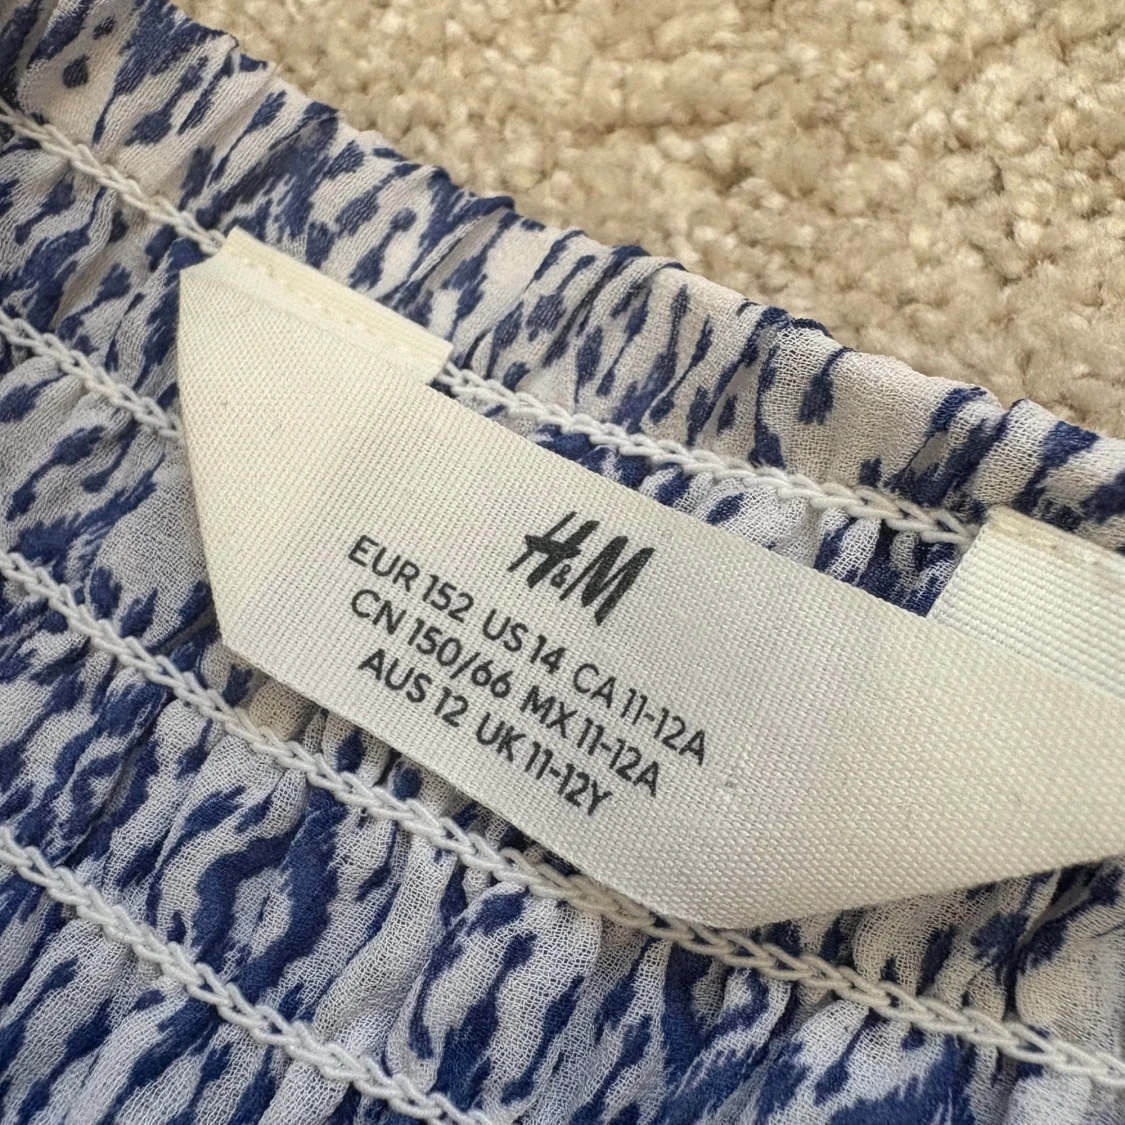 H&M
EUR 152 US 14 CA 11-12A
CN 150/66 MX 11-12A
AUS 12 UK 11-12Y